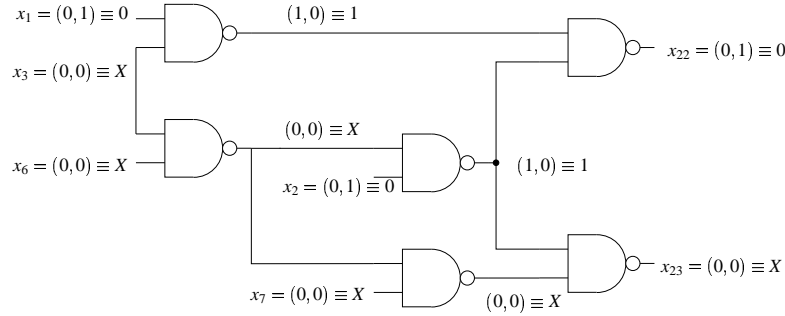 x₁ = (0,1) ≡ 0
(1,0) ≡ 1
x₂₂ = (0,1) ≡ 0
x₃ = (0,0) ≡ X
(0,0) ≡ X
x₆ = (0,0) ≡ X
(1,0) ≡ 1
x₂ = (0,1) ≡ 0
x₂₃ = (0,0) ≡ X
x₇ = (0,0) ≡ X
(0,0) ≡ X